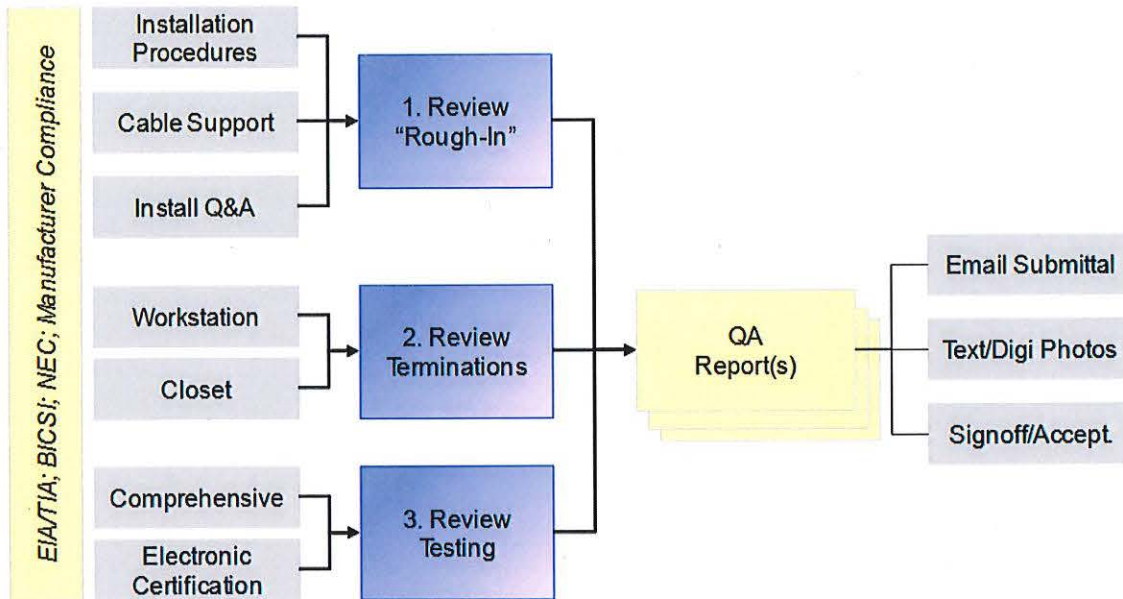 EIA/TIA; BICSI; NEC; Manufacturer Compliance
Installation
Procedures
Cable Support
Install Q&A
1. Review
“Rough-In”
Workstation
Closet
2. Review
Terminations
Comprehensive
Electronic
Certification
3. Review
Testing
QA
Report(s)
Email Submittal
Text/Digi Photos
Signoff/Accept.